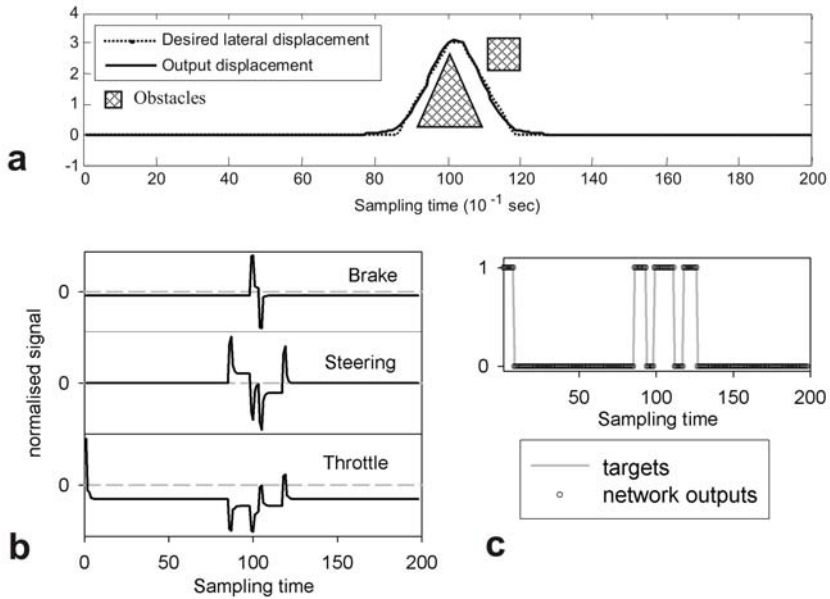 a
4
3
2
1
0
-1
Desired lateral displacement
Output displacement
Obstacles
0 20 40 60 80 100 120 140 160 180 200
Sampling time (10 -1 sec)
b
normalised signal
0 Brake
0 Steering
0 Throttle
0 50 100 150 200
Sampling time
c
1
0
50 100 150 200
Sampling time
targets
network outputs